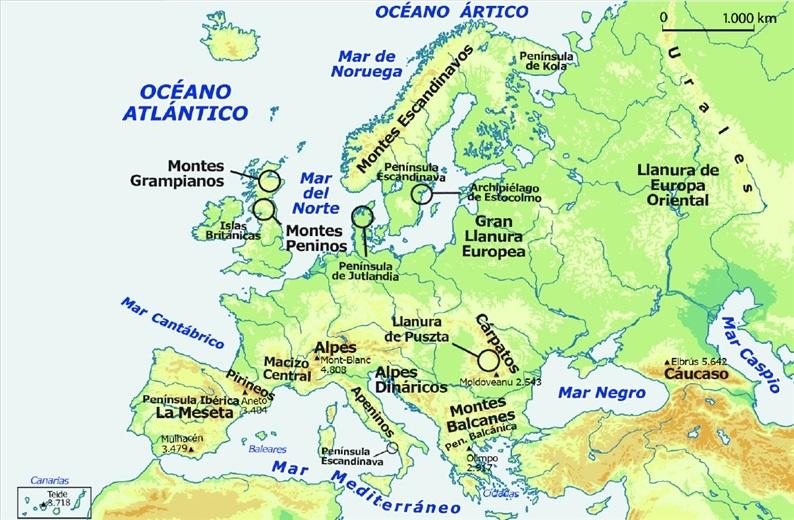 OCÉANO ÁRTICO
0 1.000 km
Mar de
Noruega
Península
de Kola
Urales
OCÉANO
ATLÁNTICO
Montes Escandinavos
Montes
Grampianos
Mar
del
Norte
Península
Escandinava
Archipiélago
de Estocolmo
Llanura de
Europa
Oriental
Islas
Británicas
Montes
Peninos
Gran
Llanura
Europea
Península
de Jutlandia
Mar Cantábrico
Llanura
de Puszta
Cárpatos
Mar Caspio
Alpes
Mont-Blanc
4.808
Macizo
Central
Elbrús 5.642
Cáucaso
Pirineos
Alpes
Dináricos
Moldoveanu 2.543
Mar Negro
Península Ibérica
La Meseta
Aneto
3.404
Apeninos
Montes
Balcanes
Pen. Balcánica
Mulhacén
3.479
Baleares
Península
Escandinava
Olimpo
2.917
Mar Mediterráneo
Cícladas
Canarias
Teide
3.718